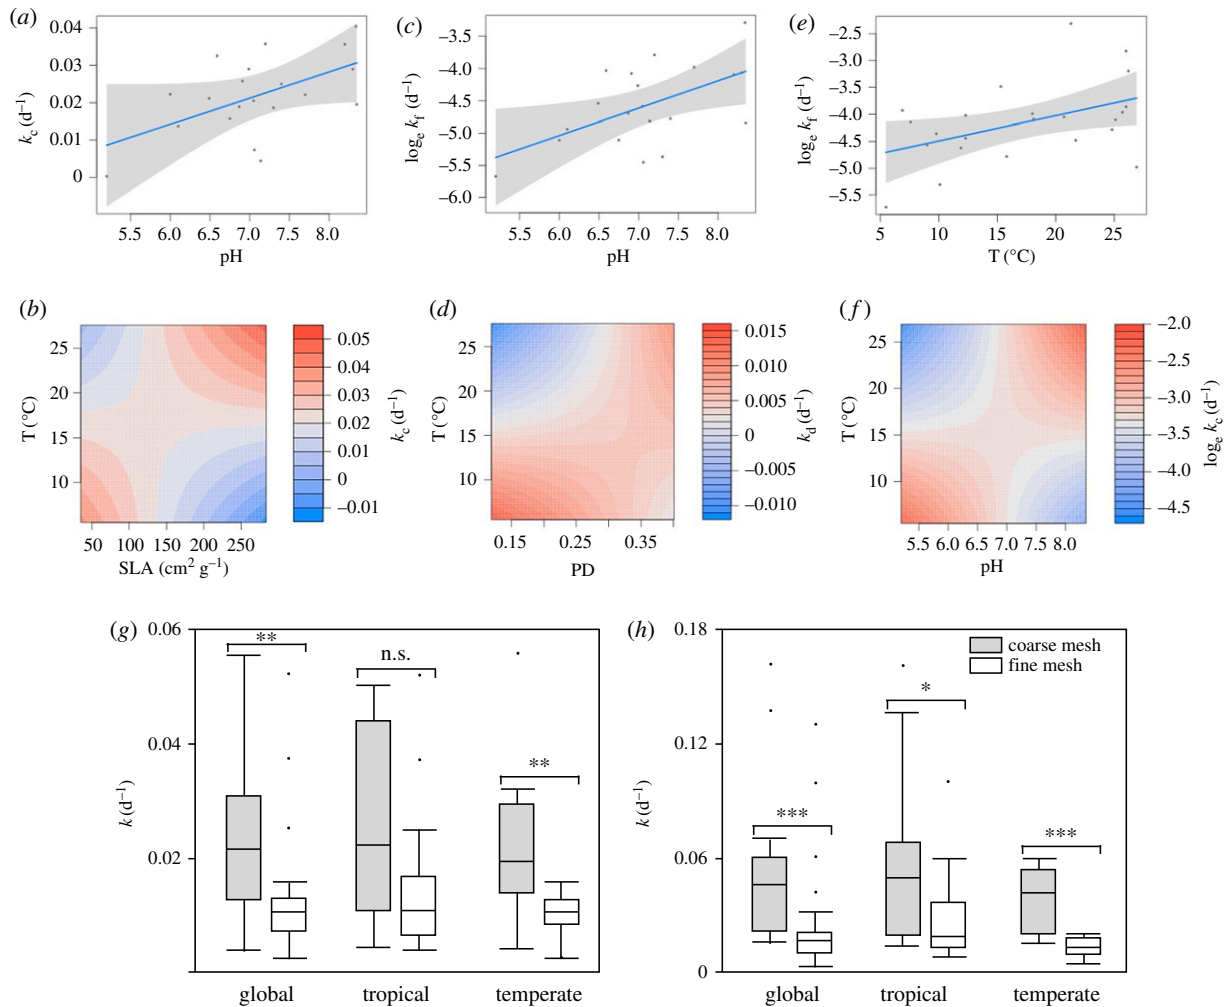 (a)
0.04
0.03
0.02
0.01
0
k_c (d⁻¹)
5.5 6.0 6.5 7.0 7.5 8.0
pH
(c)
−3.5
−4.0
−4.5
−5.0
−5.5
−6.0
log_e k_f (d⁻¹)
5.5 6.0 6.5 7.0 7.5 8.0
pH
(e)
−2.5
−3.0
−3.5
−4.0
−4.5
−5.0
−5.5
log_e k_f (d⁻¹)
5 10 15 20 25
T (°C)
(b)
25
20
15
10
T (°C)
50 100 150 200 250
SLA (cm² g⁻¹)
0.05
0.04
0.03
0.02
0.01
0
−0.01
k_c (d⁻¹)
(d)
25
20
15
10
T (°C)
0.15 0.25 0.35
PD
0.015
0.010
0.005
0
−0.005
−0.010
k_d (d⁻¹)
(f)
25
20
15
10
T (°C)
5.5 6.0 6.5 7.0 7.5 8.0
pH
−2.0
−2.5
−3.0
−3.5
−4.0
−4.5
log_e k_c (d⁻¹)
(g)
0.06
0.04
0.02
k (d⁻¹)
**
n.s.
**
global tropical temperate
(h)
0.18
0.12
0.06
0
k (d⁻¹)
coarse mesh
fine mesh
***
*
***
global tropical temperate